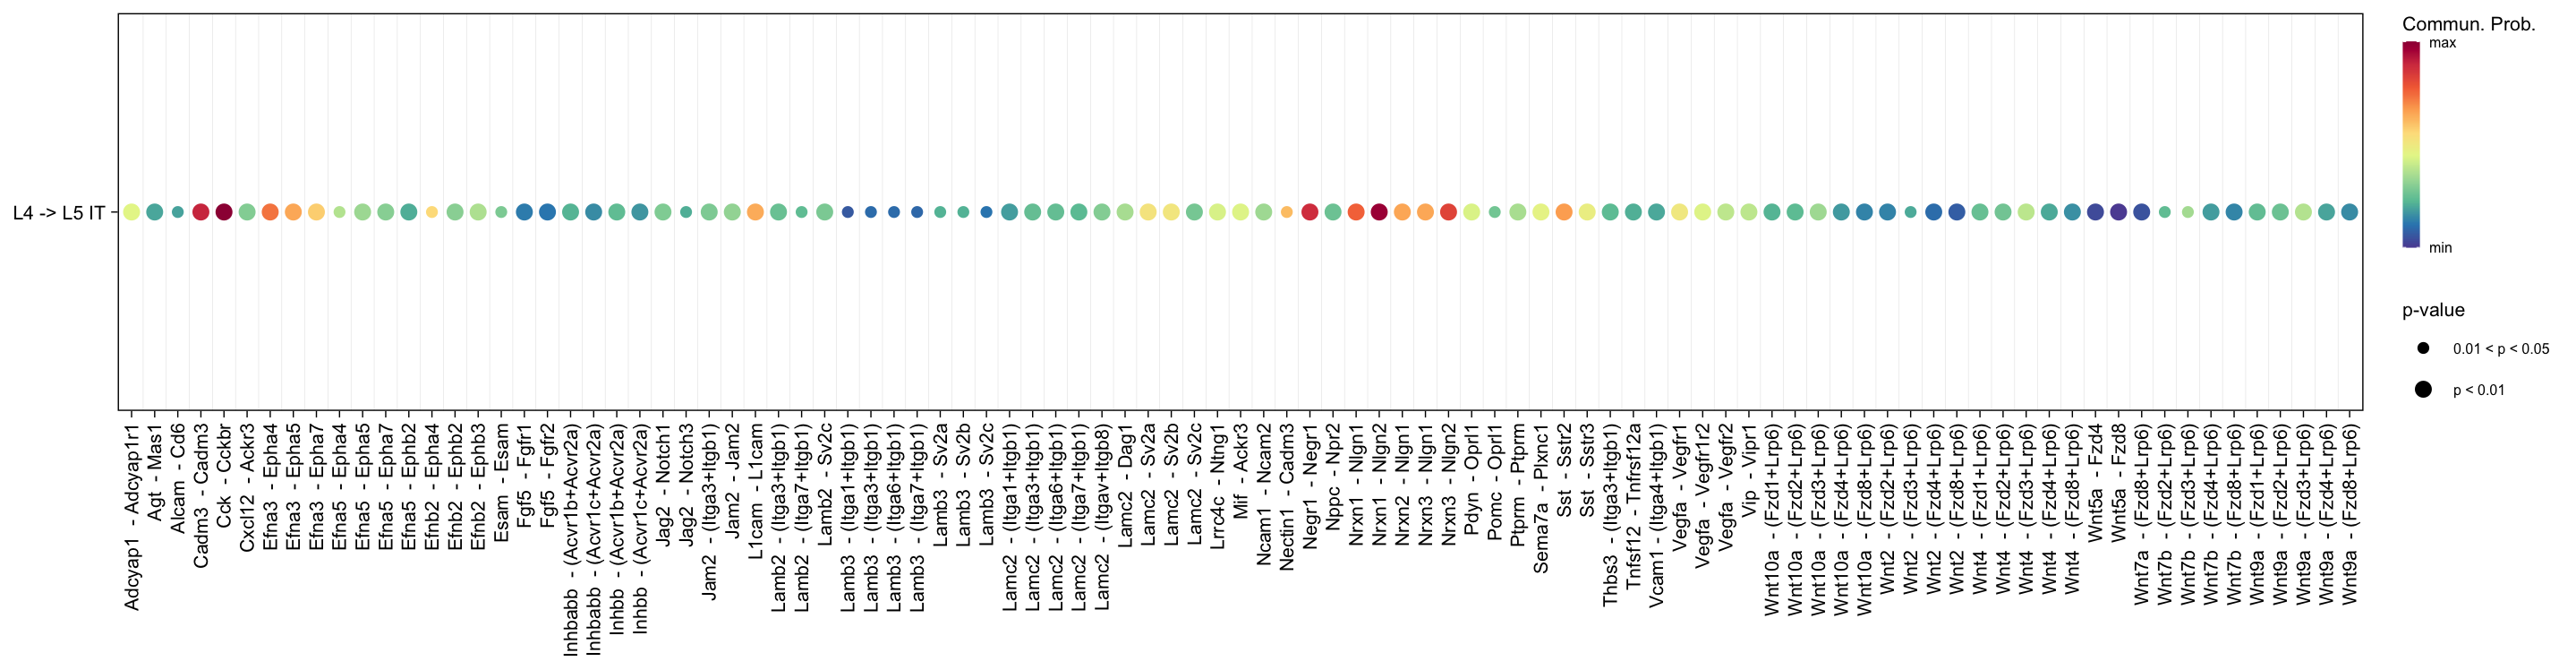 Commun. Prob.
max
min
p-value
0.01 < p < 0.05
p < 0.01
L4 -> L5 IT
Adcyap1 - Adcyap1r1
Agt - Mas1
Alcam - Cd6
Cadm3 - Cadm3
Cck - Cckbr
Cxcl12 - Ackr3
Efna3 - Epha4
Efna3 - Epha5
Efna3 - Epha7
Efna5 - Epha4
Efna5 - Epha5
Efna5 - Epha7
Efna5 - Ephb2
Efnb2 - Epha4
Efnb2 - Ephb2
Efnb2 - Ephb3
Esam - Esam
Fgf5 - Fgfr1
Fgf5 - Fgfr2
Inhbabb - (Acvr1b+Acvr2a)
Inhbabb - (Acvr1c+Acvr2a)
Inhbb - (Acvr1b+Acvr2a)
Inhbb - (Acvr1c+Acvr2a)
Jag2 - Notch1
Jag2 - Notch3
Jam2 - (Itga3+Itgb1)
Jam2 - Jam2
L1cam - L1cam
Lamb2 - (Itga3+Itgb1)
Lamb2 - (Itga7+Itgb1)
Lamb2 - Sv2c
Lamb3 - (Itga1+Itgb1)
Lamb3 - (Itga3+Itgb1)
Lamb3 - (Itga6+Itgb1)
Lamb3 - (Itga7+Itgb1)
Lamb3 - Sv2a
Lamb3 - Sv2b
Lamb3 - Sv2c
Lamc2 - (Itga1+Itgb1)
Lamc2 - (Itga3+Itgb1)
Lamc2 - (Itga6+Itgb1)
Lamc2 - (Itga7+Itgb1)
Lamc2 - (Itgav+Itgb8)
Lamc2 - Dag1
Lamc2 - Sv2a
Lamc2 - Sv2b
Lamc2 - Sv2c
Lrrc4c - Ntng1
Mif - Ackr3
Ncam1 - Ncam2
Nectin1 - Cadm3
Negr1 - Negr1
Nppc - Npr2
Nrxn1 - Nlgn1
Nrxn1 - Nlgn2
Nrxn2 - Nlgn1
Nrxn3 - Nlgn1
Nrxn3 - Nlgn2
Pdyn - Oprl1
Pomc - Oprl1
Ptprm - Ptprm
Sema7a - Plxnc1
Sst - Sstr2
Sst - Sstr3
Thbs3 - (Itga3+Itgb1)
Tnfsf12 - Tnfrsf12a
Vcam1 - (Itga4+Itgb1)
Vegfa - Vegfr1
Vegfa - Vegfr1r2
Vegfa - Vegfr2
Vip - Vipr1
Wnt10a - (Fzd1+Lrp6)
Wnt10a - (Fzd2+Lrp6)
Wnt10a - (Fzd3+Lrp6)
Wnt10a - (Fzd4+Lrp6)
Wnt10a - (Fzd8+Lrp6)
Wnt2 - (Fzd2+Lrp6)
Wnt2 - (Fzd3+Lrp6)
Wnt2 - (Fzd4+Lrp6)
Wnt2 - (Fzd8+Lrp6)
Wnt4 - (Fzd1+Lrp6)
Wnt4 - (Fzd2+Lrp6)
Wnt4 - (Fzd3+Lrp6)
Wnt4 - (Fzd4+Lrp6)
Wnt4 - (Fzd8+Lrp6)
Wnt5a - Fzd4
Wnt5a - Fzd8
Wnt7a - (Fzd8+Lrp6)
Wnt7b - (Fzd2+Lrp6)
Wnt7b - (Fzd3+Lrp6)
Wnt7b - (Fzd4+Lrp6)
Wnt7b - (Fzd8+Lrp6)
Wnt9a - (Fzd1+Lrp6)
Wnt9a - (Fzd2+Lrp6)
Wnt9a - (Fzd3+Lrp6)
Wnt9a - (Fzd4+Lrp6)
Wnt9a - (Fzd8+Lrp6)